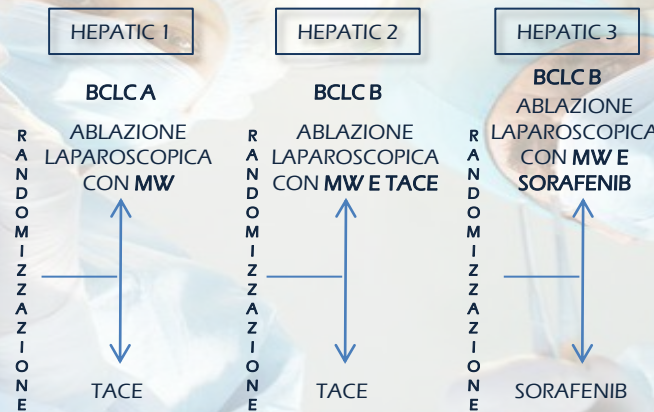 HEPATIC 1
BCLC A
RANDOMIZZAZIONE
ABLAZIONE
LAPAROSCOPICA
CON MW
TACE
HEPATIC 2
BCLC B
RANDOMIZZAZIONE
ABLAZIONE
LAPAROSCOPICA
CON MW E TACE
TACE
HEPATIC 3
BCLC B
RANDOMIZZAZIONE
ABLAZIONE
LAPAROSCOPICA
CON MW E
SORAFENIB
SORAFENIB